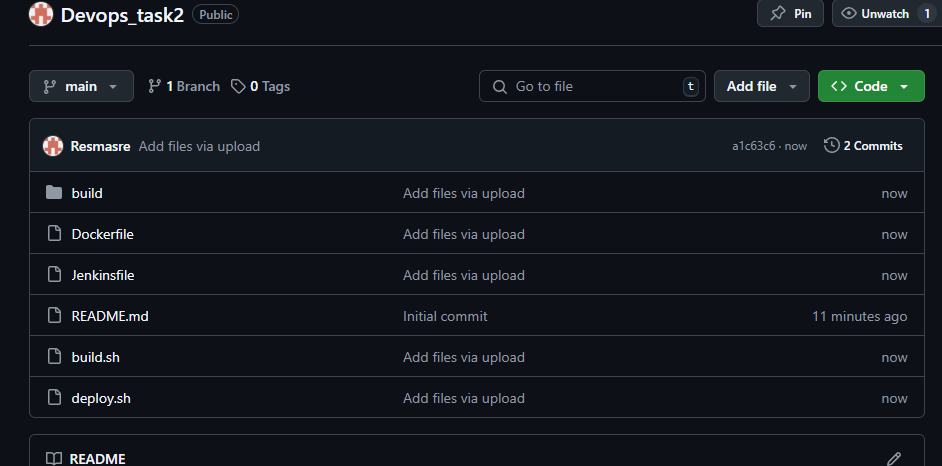 Devops_task2 Public Pin Unwatch 1
main 1 Branch 0 Tags Go to file t Add file Code
Resmasre Add files via upload a1c63c6 · now 2 Commits
build Add files via upload now
Dockerfile Add files via upload now
Jenkinsfile Add files via upload now
README.md Initial commit 11 minutes ago
build.sh Add files via upload now
deploy.sh Add files via upload now
README